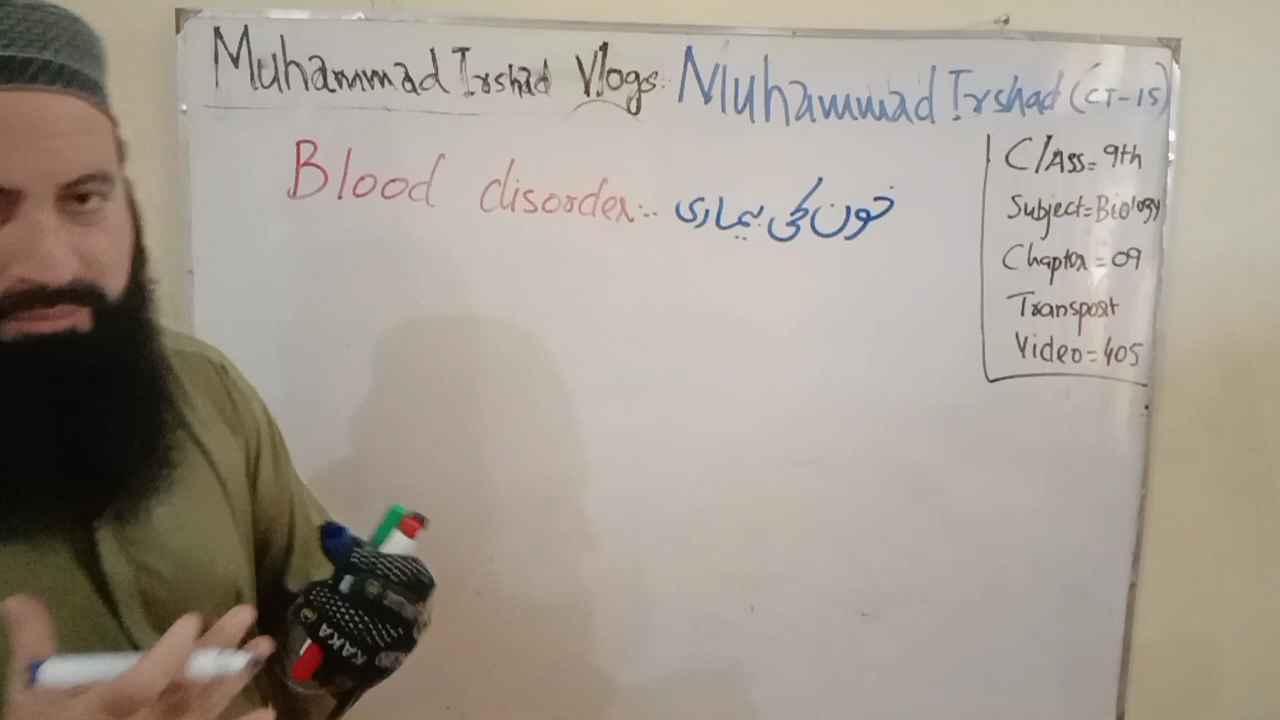 Muhammad Irshad Vlogs. Muhammad Irshad (CT-15)
Blood disorder:.. خون کی بیماری
Class = 9th
Subject = Biology
Chapter = 09
Transport
Video = 405
KAKA